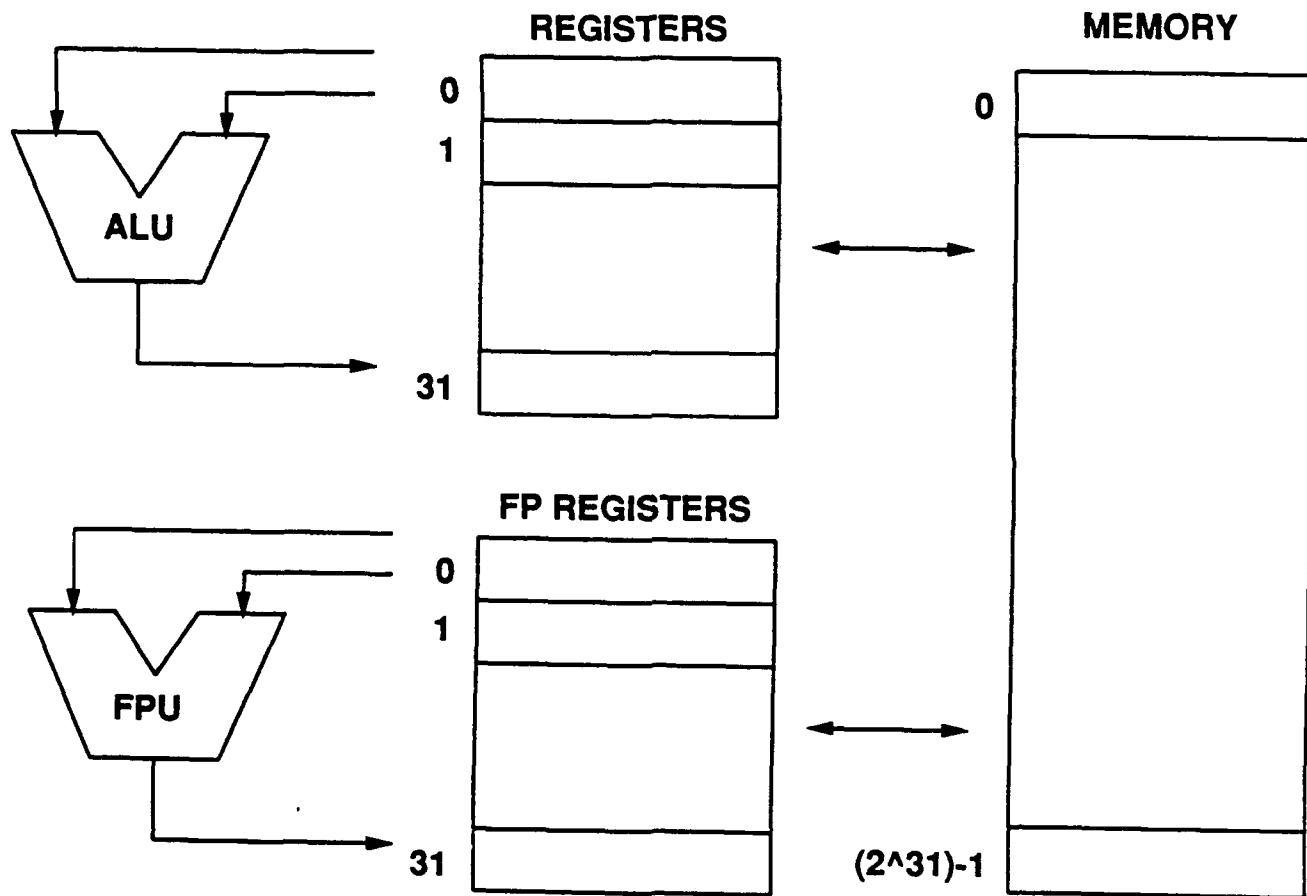 REGISTERS
MEMORY
0
1
31
0
ALU
FP REGISTERS
0
1
31
FPU
(2^31)-1